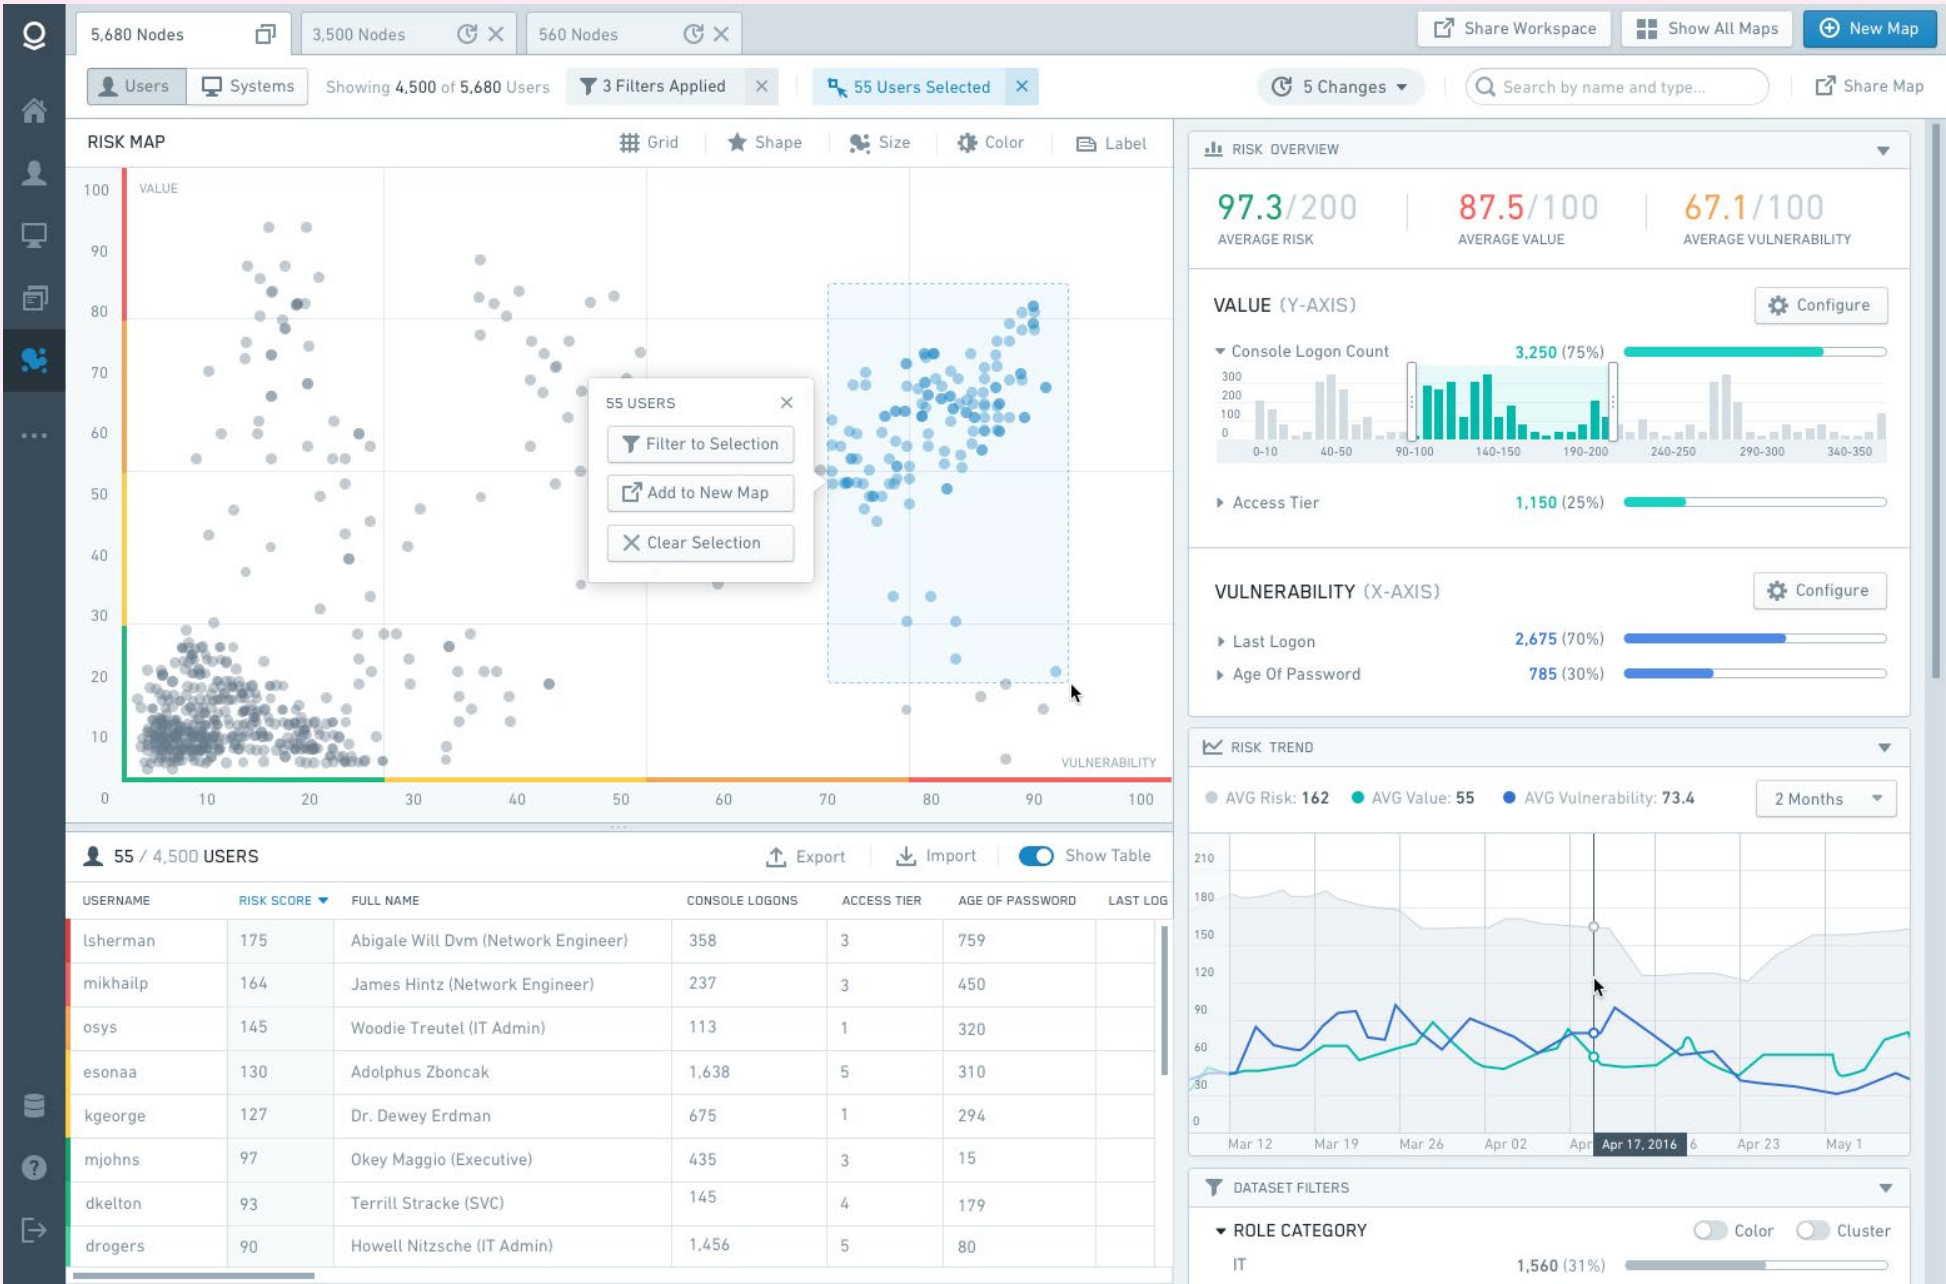 5,680 Nodes
3,500 Nodes
560 Nodes
Share Workspace
Show All Maps
New Map
Users
Systems
Showing 4,500 of 5,680 Users
3 Filters Applied
55 Users Selected
5 Changes
Search by name and type...
Share Map
RISK MAP
Grid
Shape
Size
Color
Label
100
VALUE
90
80
70
60
50
40
30
20
10
0
10
20
30
40
50
60
70
80
90
100
VULNERABILITY
55 USERS
Filter to Selection
Add to New Map
Clear Selection
55 / 4,500 USERS
Export
Import
Show Table
USERNAME RISK SCORE FULL NAME CONSOLE LOGONS ACCESS TIER AGE OF PASSWORD LAST LOG
lsherman 175 Abigale Will Dvm (Network Engineer) 358 3 759
mikhailp 164 James Hintz (Network Engineer) 237 3 450
osys 145 Woodie Treutel (IT Admin) 113 1 320
esonaa 130 Adolphus Zboncak 1,638 5 310
kgeorge 127 Dr. Dewey Erdman 675 1 294
mjohns 97 Okey Maggio (Executive) 435 3 15
dkelton 93 Terrill Stracke (SVC) 145 4 179
drogers 90 Howell Nitzsche (IT Admin) 1,456 5 80
RISK OVERVIEW
97.3/200
AVERAGE RISK
87.5/100
AVERAGE VALUE
67.1/100
AVERAGE VULNERABILITY
VALUE (Y-AXIS)
Configure
Console Logon Count 3,250 (75%)
300
200
100
0
0-10 40-50 90-100 140-150 190-200 240-250 290-300 340-350
Access Tier 1,150 (25%)
VULNERABILITY (X-AXIS)
Configure
Last Logon 2,675 (70%)
Age Of Password 785 (30%)
RISK TREND
AVG Risk: 162
AVG Value: 55
AVG Vulnerability: 73.4
2 Months
210
180
150
120
90
60
30
0
Mar 12 Mar 19 Mar 26 Apr 02 Apr Apr 17, 2016 6 Apr 23 May 1
DATASET FILTERS
ROLE CATEGORY
Color
Cluster
IT 1,560 (31%)